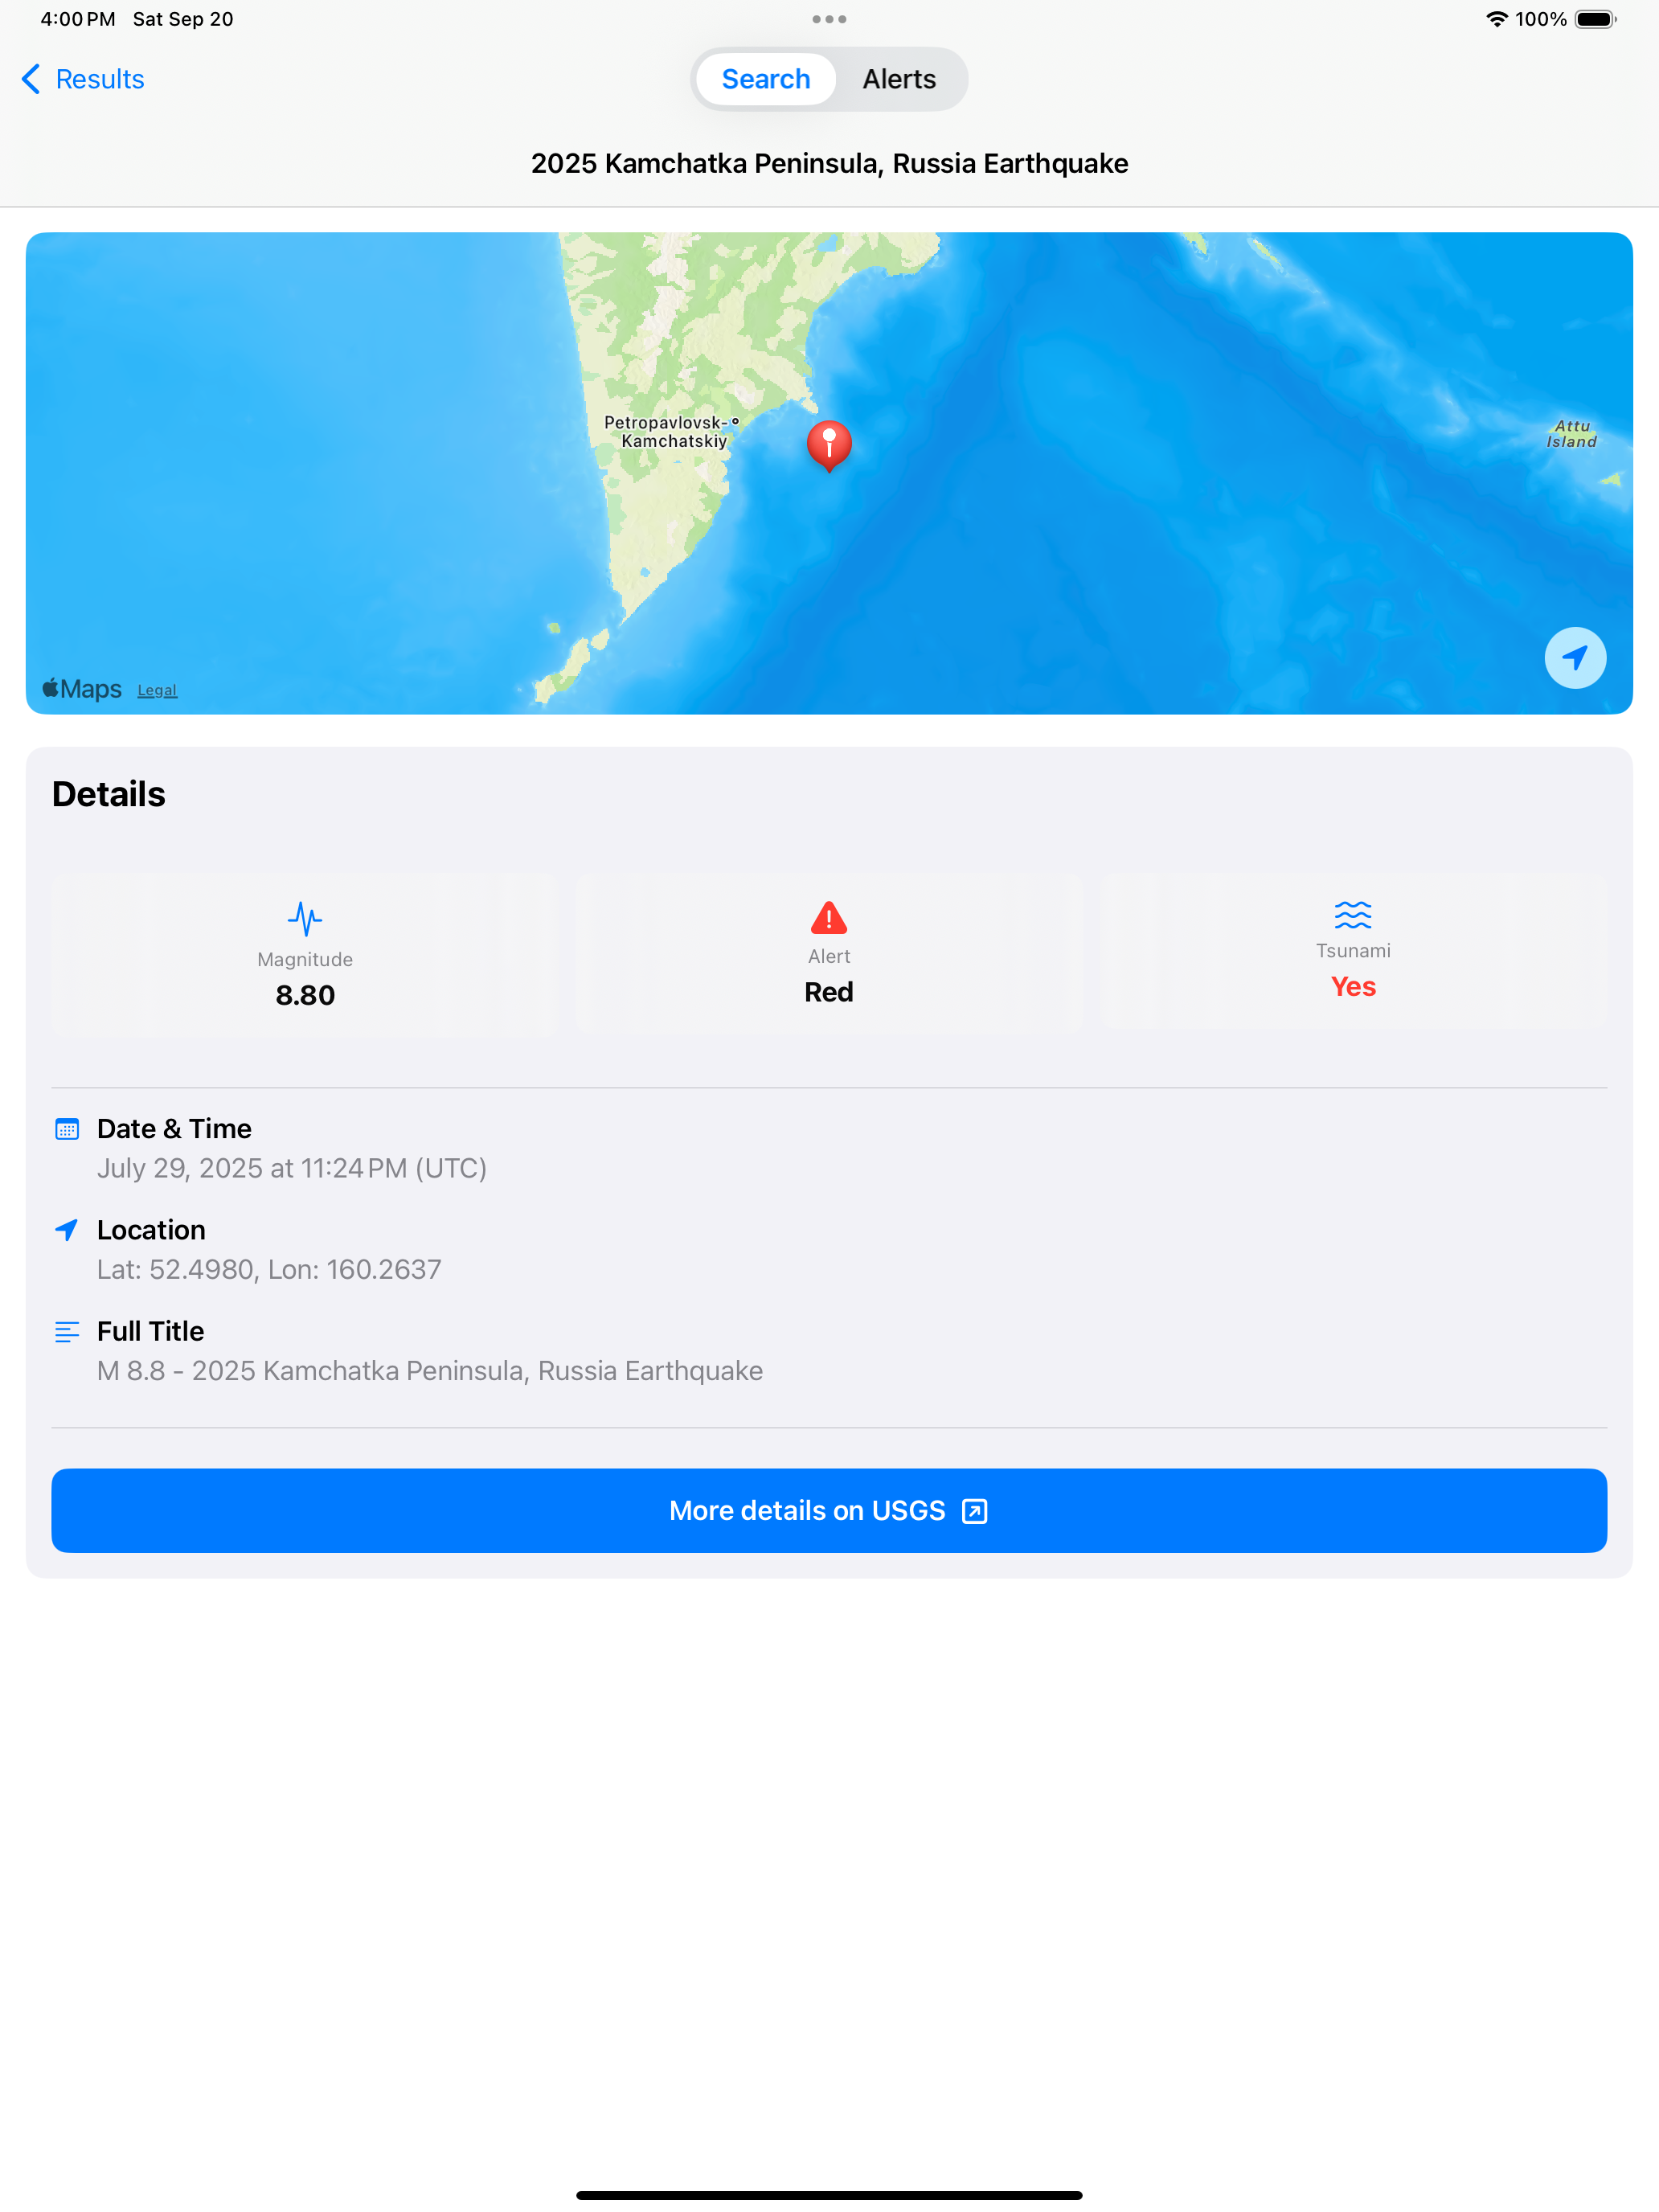 4:00 PM Sat Sep 20
100%
Results
Search
Alerts
2025 Kamchatka Peninsula, Russia Earthquake
Petropavlovsk-
Kamchatskiy
Attu
Island
Maps
Legal
Details
Magnitude
8.80
Alert
Red
Tsunami
Yes
Date & Time
July 29, 2025 at 11:24 PM (UTC)
Location
Lat: 52.4980, Lon: 160.2637
Full Title
M 8.8 - 2025 Kamchatka Peninsula, Russia Earthquake
More details on USGS